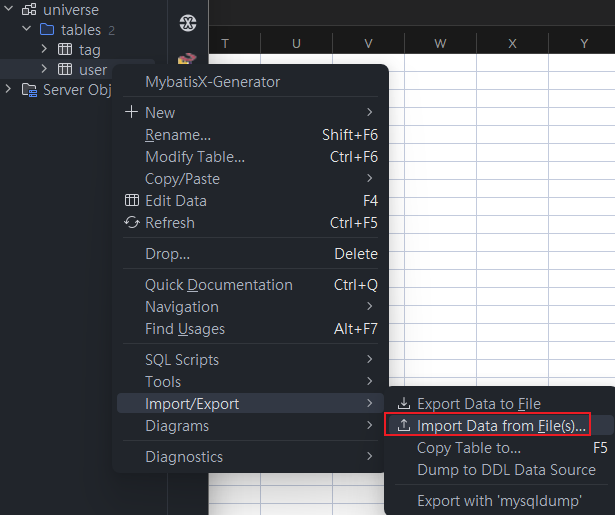 universe
tables 2
tag
user
Server Obj
T U V W X Y
MybatisX-Generator
New
Rename... Shift+F6
Modify Table... Ctrl+F6
Copy/Paste
Edit Data F4
Refresh Ctrl+F5
Drop... Delete
Quick Documentation Ctrl+Q
Navigation
Find Usages Alt+F7
SQL Scripts
Tools
Import/Export
Diagrams
Diagnostics
Export Data to File
Import Data from File(s)...
Copy Table to... F5
Dump to DDL Data Source
Export with 'mysqldump'